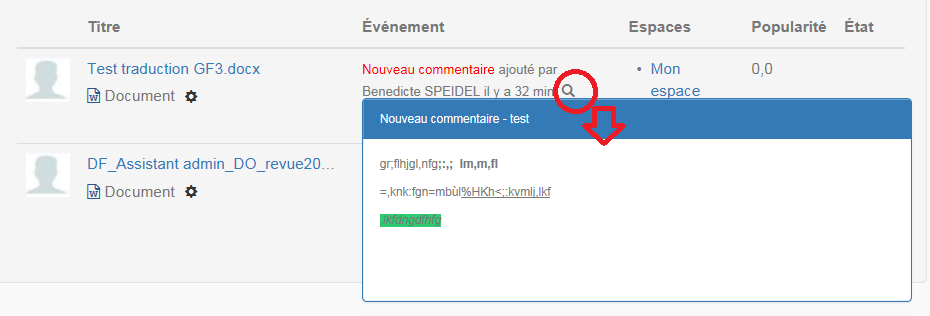 Titre Événement Espaces Popularité État
Test traduction GF3.docx
Document
Nouveau commentaire ajouté par
Benedicte SPEIDEL il y a 32 min
• Mon
espace
0,0
Nouveau commentaire - test
gr;flhjgl,nfg;:,; lm,m,fl
=,knk:fgn=mbùl%HKh<;:kvmlj,lkf
lkfdngdfhfg
DF_Assistant admin_DO_revue20...
Document